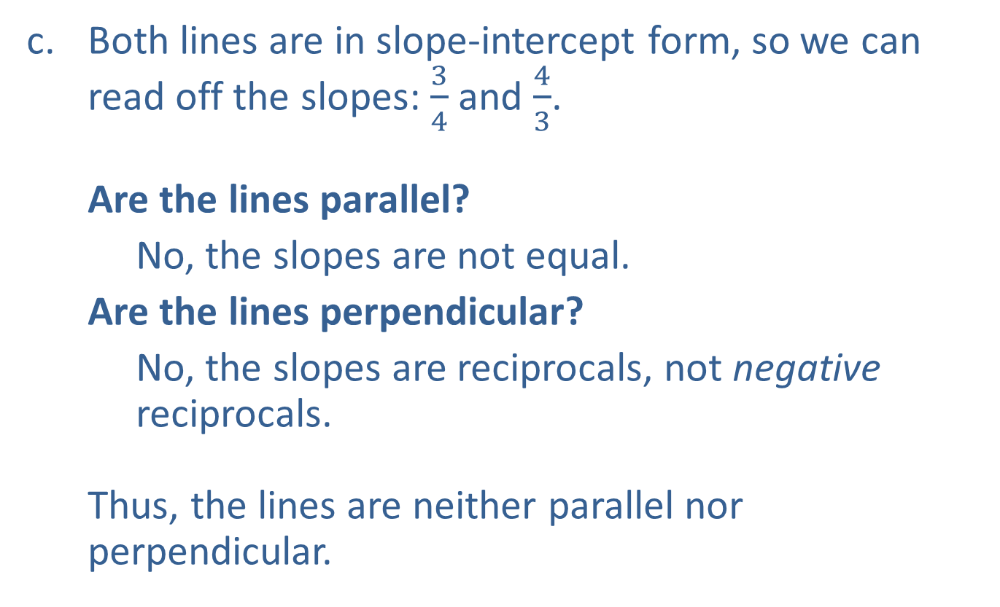 c. Both lines are in slope-intercept form, so we can
read off the slopes: 3/4 and 4/3.
Are the lines parallel?
No, the slopes are not equal.
Are the lines perpendicular?
No, the slopes are reciprocals, not negative
reciprocals.
Thus, the lines are neither parallel nor
perpendicular.